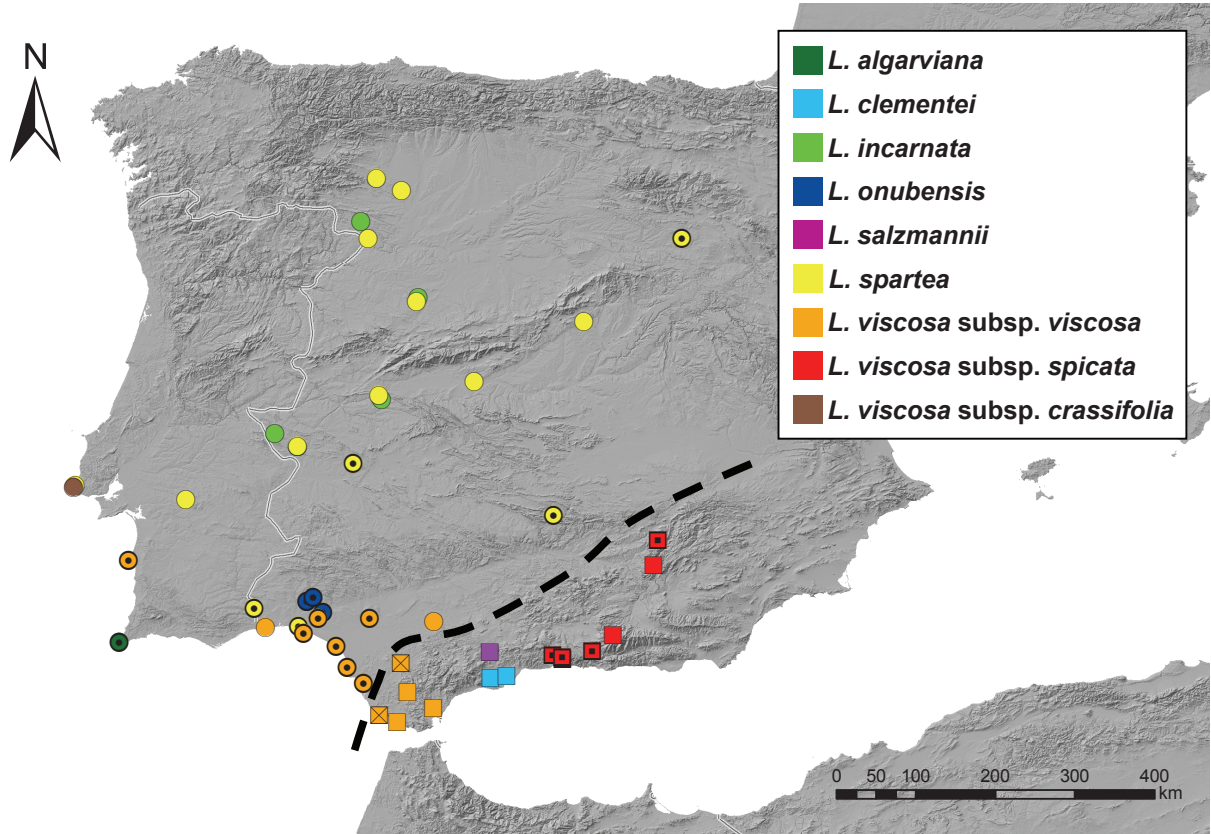 N
L. algarviana
L. clementei
L. incarnata
L. onubensis
L. salzmannii
L. spartea
L. viscosa subsp. viscosa
L. viscosa subsp. spicata
L. viscosa subsp. crassifolia
0 50 100 200 300 400
km